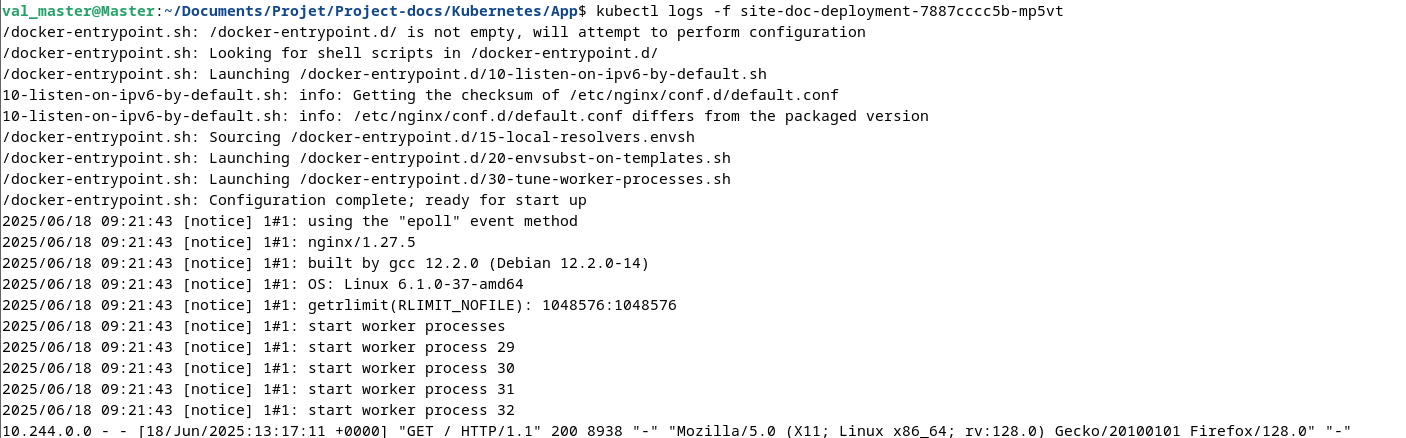 val_master@Master:~/Documents/Projet/Project-docs/Kubernetes/App$ kubectl logs -f site-doc-deployment-7887cccc5b-mp5vt
/docker-entrypoint.sh: /docker-entrypoint.d/ is not empty, will attempt to perform configuration
/docker-entrypoint.sh: Looking for shell scripts in /docker-entrypoint.d/
/docker-entrypoint.sh: Launching /docker-entrypoint.d/10-listen-on-ipv6-by-default.sh
10-listen-on-ipv6-by-default.sh: info: Getting the checksum of /etc/nginx/conf.d/default.conf
10-listen-on-ipv6-by-default.sh: info: /etc/nginx/conf.d/default.conf differs from the packaged version
/docker-entrypoint.sh: Sourcing /docker-entrypoint.d/15-local-resolvers.envsh
/docker-entrypoint.sh: Launching /docker-entrypoint.d/20-envsubst-on-templates.sh
/docker-entrypoint.sh: Launching /docker-entrypoint.d/30-tune-worker-processes.sh
/docker-entrypoint.sh: Configuration complete; ready for start up
2025/06/18 09:21:43 [notice] 1#1: using the "epoll" event method
2025/06/18 09:21:43 [notice] 1#1: nginx/1.27.5
2025/06/18 09:21:43 [notice] 1#1: built by gcc 12.2.0 (Debian 12.2.0-14)
2025/06/18 09:21:43 [notice] 1#1: OS: Linux 6.1.0-37-amd64
2025/06/18 09:21:43 [notice] 1#1: getrlimit(RLIMIT_NOFILE): 1048576:1048576
2025/06/18 09:21:43 [notice] 1#1: start worker processes
2025/06/18 09:21:43 [notice] 1#1: start worker process 29
2025/06/18 09:21:43 [notice] 1#1: start worker process 30
2025/06/18 09:21:43 [notice] 1#1: start worker process 31
2025/06/18 09:21:43 [notice] 1#1: start worker process 32
10.244.0.0 - - [18/Jun/2025:13:17:11 +0000] "GET / HTTP/1.1" 200 8938 "-" "Mozilla/5.0 (X11; Linux x86_64; rv:128.0) Gecko/20100101 Firefox/128.0" "-"